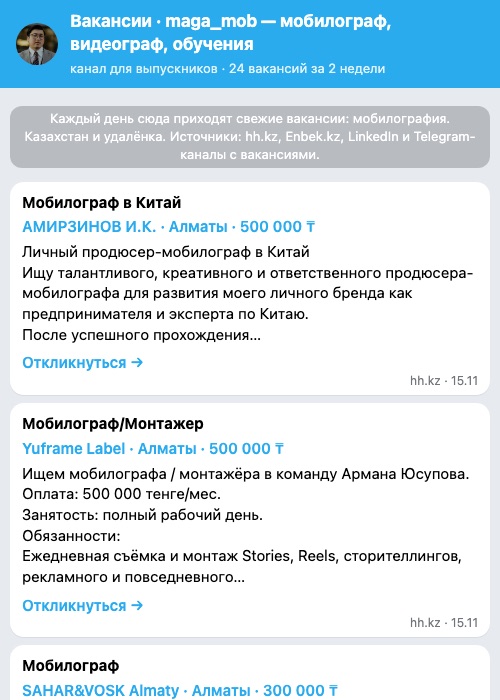 Вакансии · maga_mob — мобилограф,
видеограф, обучения
канал для выпускников · 24 вакансий за 2 недели
Каждый день сюда приходят свежие вакансии: мобилография.
Казахстан и удалёнка. Источники: hh.kz, Enbek.kz, LinkedIn и Telegram-
каналы с вакансиями.
Мобилограф в Китай
АМИРЗИНОВ И.К. · Алматы · 500 000 ₸
Личный продюсер-мобилограф в Китай
Ищу талантливого, креативного и ответственного продюсера-
мобилографа для развития моего личного бренда как
предпринимателя и эксперта по Китаю.
После успешного прохождения...
Откликнуться →
hh.kz · 15.11
Мобилограф/Монтажер
Yuframe Label · Алматы · 500 000 ₸
Ищем мобилографа / монтажёра в команду Армана Юсупова.
Оплата: 500 000 тенге/мес.
Занятость: полный рабочий день.
Обязанности:
Ежедневная съёмка и монтаж Stories, Reels, сторителлингов,
рекламного и повседневного...
Откликнуться →
hh.kz · 15.11
Мобилограф
SAHAR&VOSK Almaty · Алматы · 300 000 ₸